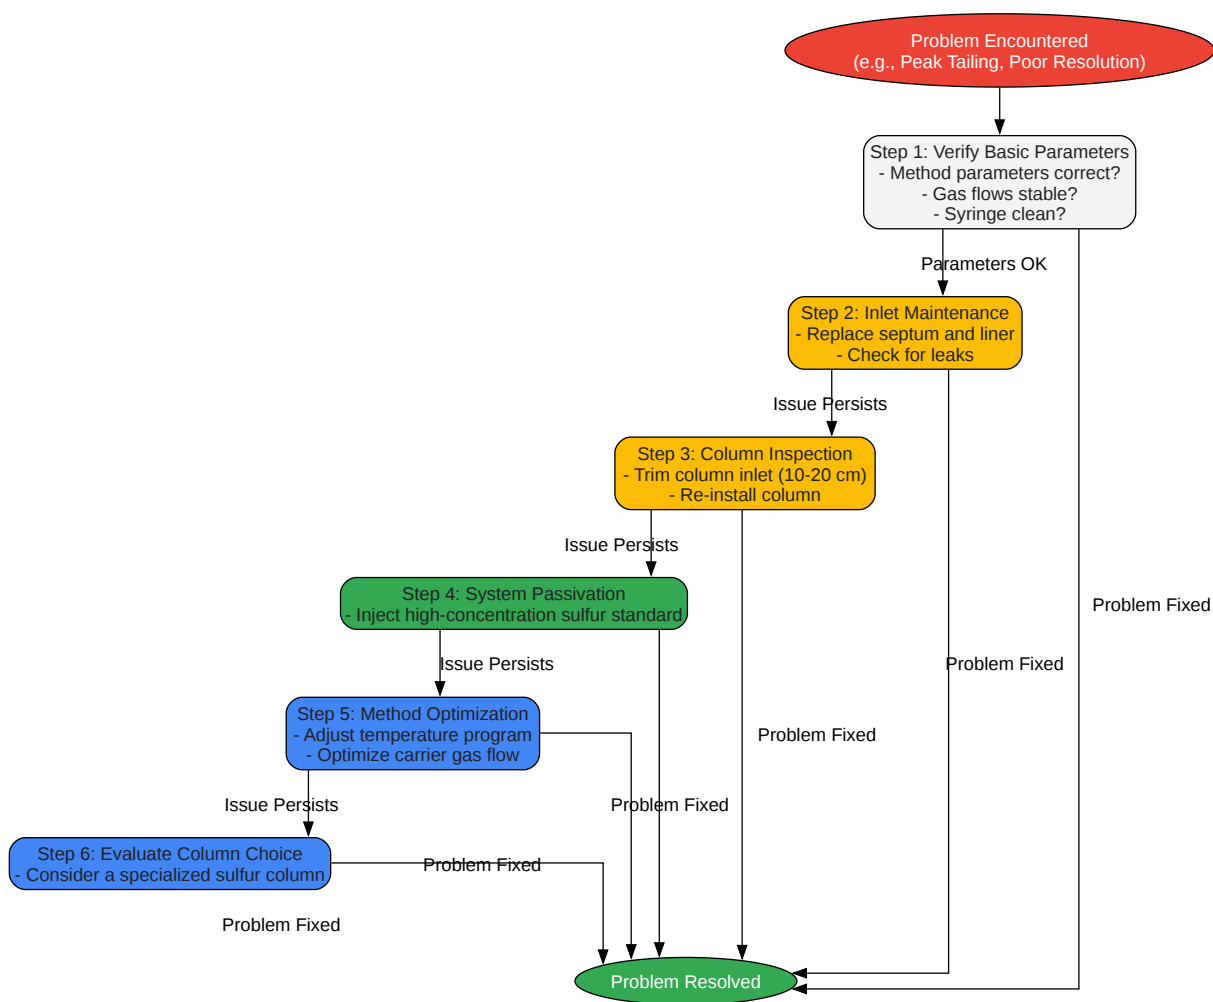 Problem Encountered
(e.g., Peak Tailing, Poor Resolution)
Step 1: Verify Basic Parameters
- Method parameters correct?
- Gas flows stable?
- Syringe clean?
Parameters OK
Step 2: Inlet Maintenance
- Replace septum and liner
- Check for leaks
Issue Persists
Step 3: Column Inspection
- Trim column inlet (10-20 cm)
- Re-install column
Issue Persists
Step 4: System Passivation
- Inject high-concentration sulfur standard
Problem Fixed
Issue Persists
Problem Fixed
Step 5: Method Optimization
- Adjust temperature program
- Optimize carrier gas flow
Problem Fixed
Issue Persists
Problem Fixed
Step 6: Evaluate Column Choice
- Consider a specialized sulfur column
Problem Fixed
Problem Fixed
Problem Resolved